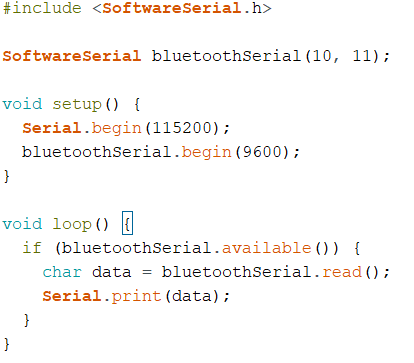 #include <SoftwareSerial.h>
SoftwareSerial bluetoothSerial(10, 11);
void setup() {
  Serial.begin(115200);
  bluetoothSerial.begin(9600);
}
void loop() {
  if (bluetoothSerial.available()) {
    char data = bluetoothSerial.read();
    Serial.print(data);
  }
}